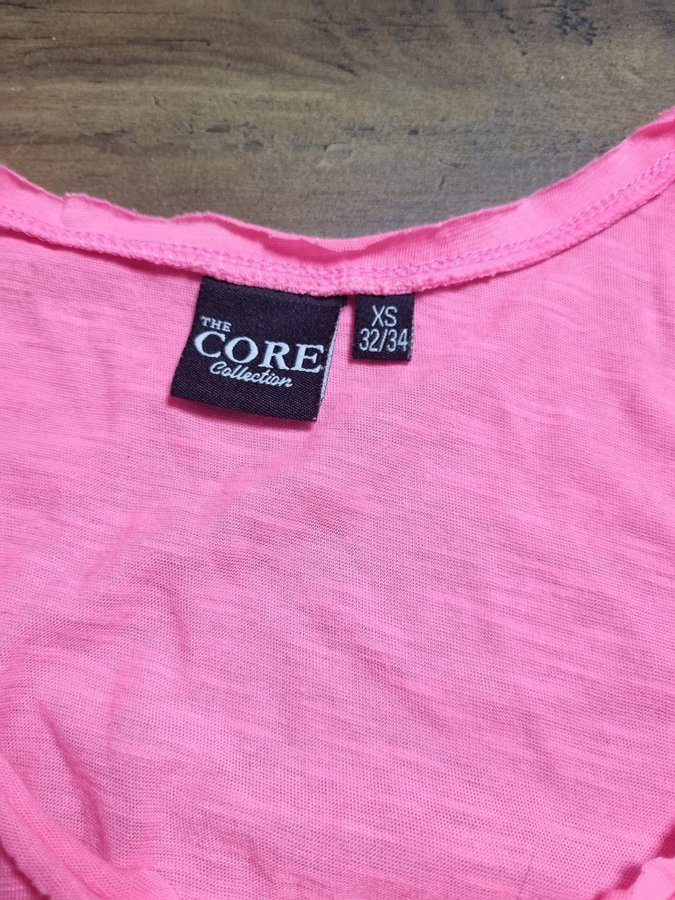 THE
CORE
Collection
XS
32/34